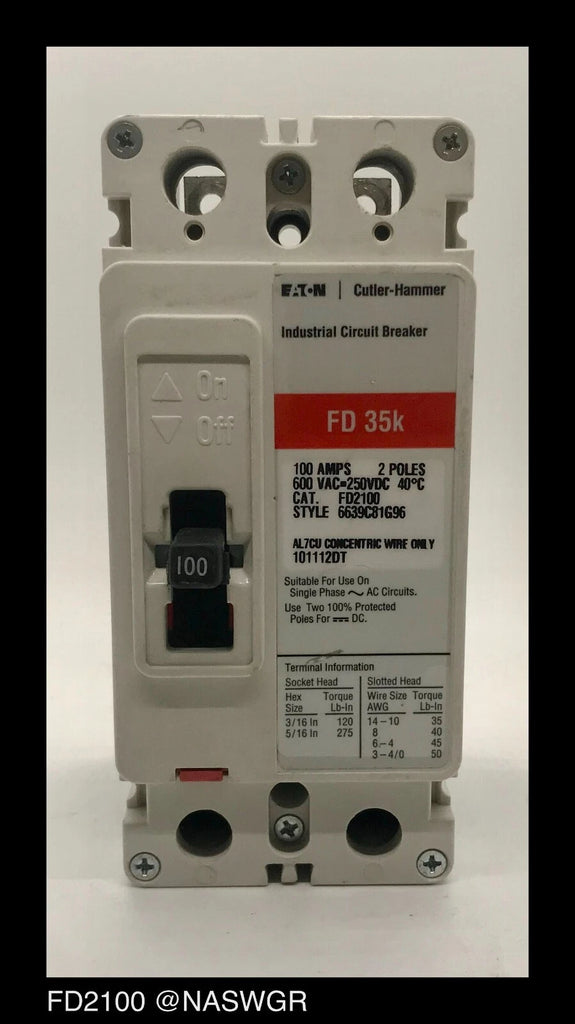 On
Off
100
EATON | Cutler-Hammer
Industrial Circuit Breaker
FD 35k
100 AMPS 2 POLES
600 VAC=250VDC 40°C
CAT. FD2100
STYLE 6639C81G96
AL7CU CONCENTRIC WIRE ONLY
101112DT
Suitable For Use On
Single Phase ∼ AC Circuits.
Use Two 100% Protected
Poles For ⎓ DC.
Terminal Information
Socket Head Slotted Head
Hex Torque Wire Size Torque
Size Lb-In AWG Lb-In
3/16 In 120 14-10 35
5/16 In 275 8 40
6-4 45
3-4/0 50
FD2100 @NASWGR